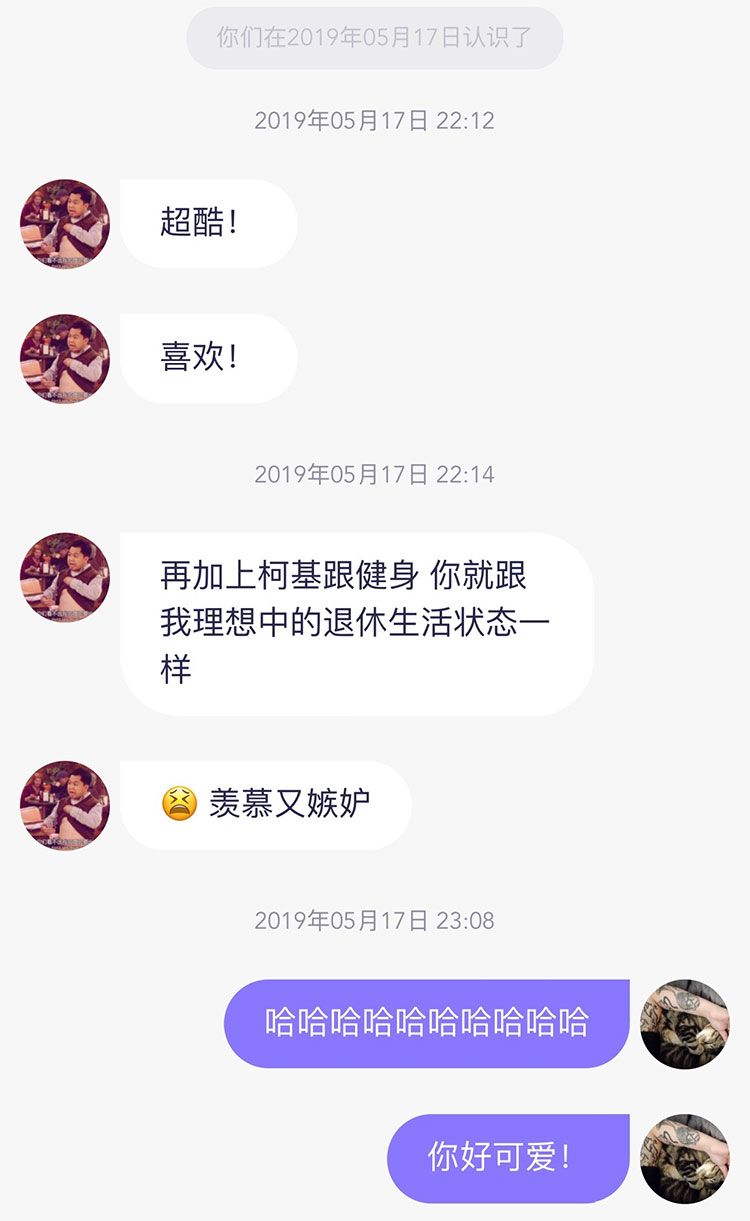 你们在2019年05月17日认识了
2019年05月17日 22:12
超酷！
喜欢！
2019年05月17日 22:14
再加上柯基跟健身 你就跟
我理想中的退休生活状态一
样
😫 羡慕又嫉妒
2019年05月17日 23:08
哈哈哈哈哈哈哈哈哈哈
你好可爱！